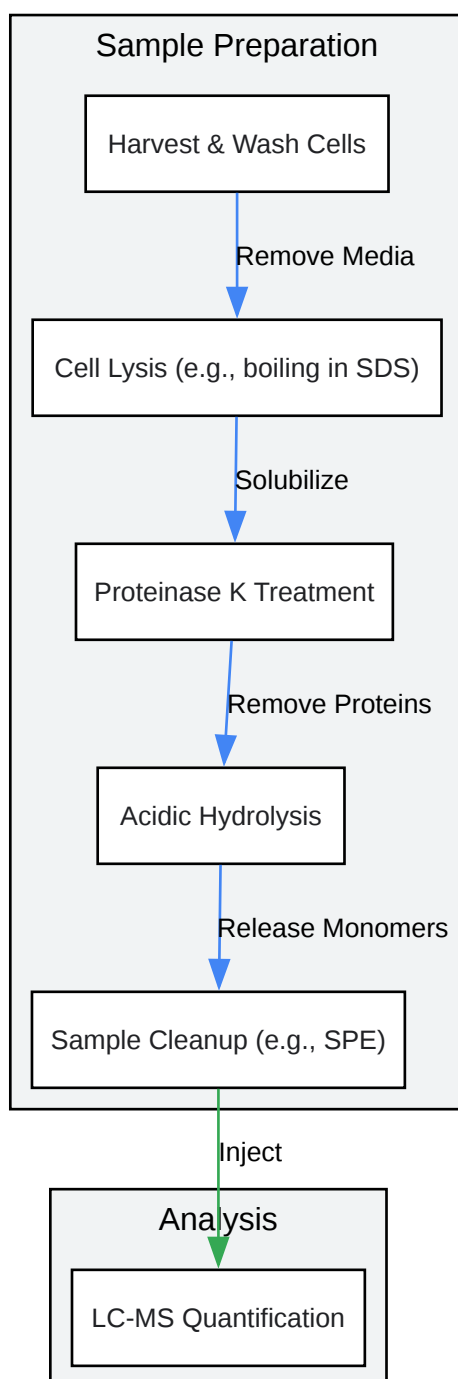 Sample Preparation
Harvest & Wash Cells
Remove Media
Cell Lysis (e.g., boiling in SDS)
Solubilize
Proteinase K Treatment
Remove Proteins
Acidic Hydrolysis
Release Monomers
Sample Cleanup (e.g., SPE)
Inject
Analysis
LC-MS Quantification